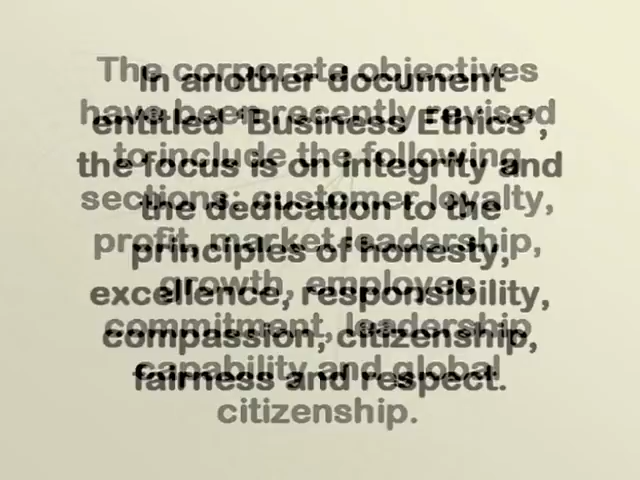 The corporate objectives
have been recently revised
to include the following
sections: customer loyalty,
profit, market leadership,
growth, employee
commitment, leadership
capability and global
citizenship.
In another document
entitled "Business Ethics",
the focus is on integrity and
the dedication to the
principles of honesty,
excellence, responsibility,
compassion, citizenship,
fairness and respect.